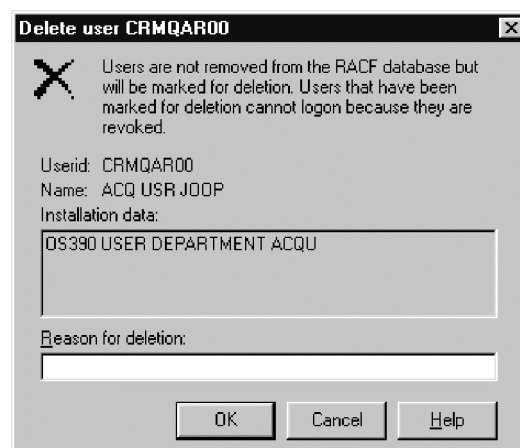 Delete user CRMQAR00
Users are not removed from the RACF database but
will be marked for deletion. Users that have been
marked for deletion cannot logon because they are
revoked.
Userid: CRMQAR00
Name: ACQ USR JOOP
Installation data:
OS390 USER DEPARTMENT ACQU
Reason for deletion:
OK Cancel Help